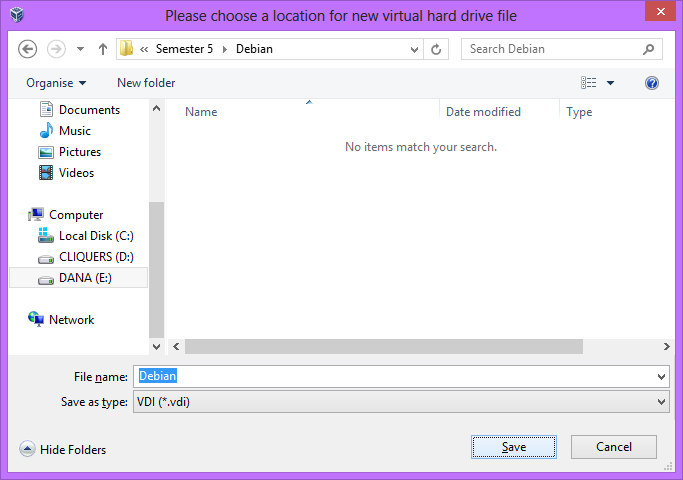 Please choose a location for new virtual hard drive file
« Semester 5 Debian
Search Debian
Organise New folder
Name Date modified Type
No items match your search.
Documents
Music
Pictures
Videos
Computer
Local Disk (C:)
CLIQUERS (D:)
DANA (E:)
Network
File name: Debian
Save as type: VDI (*.vdi)
Hide Folders
Save Cancel